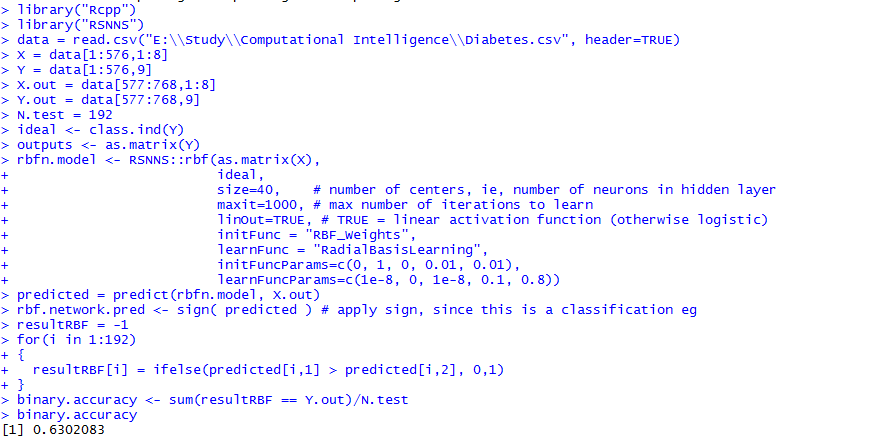 > library("Rcpp")
> library("RSNNS")
> data = read.csv("E:\\Study\\Computational Intelligence\\Diabetes.csv", header=TRUE)
> X = data[1:576,1:8]
> Y = data[1:576,9]
> X.out = data[577:768,1:8]
> Y.out = data[577:768,9]
> N.test = 192
> ideal <- class.ind(Y)
> outputs <- as.matrix(Y)
> rbfn.model <- RSNNS::rbf(as.matrix(X),
+                          ideal,
+                          size=40,    # number of centers, ie, number of neurons in hidden layer
+                          maxit=1000, # max number of iterations to learn
+                          linOut=TRUE, # TRUE = linear activation function (otherwise logistic)
+                          initFunc = "RBF_Weights",
+                          learnFunc = "RadialBasisLearning",
+                          initFuncParams=c(0, 1, 0, 0.01, 0.01),
+                          learnFuncParams=c(1e-8, 0, 1e-8, 0.1, 0.8))
> predicted = predict(rbfn.model, X.out)
> rbf.network.pred <- sign( predicted ) # apply sign, since this is a classification eg
> resultRBF = -1
> for(i in 1:192)
+ {
+   resultRBF[i] = ifelse(predicted[i,1] > predicted[i,2], 0,1)
+ }
> binary.accuracy <- sum(resultRBF == Y.out)/N.test
> binary.accuracy
[1] 0.6302083